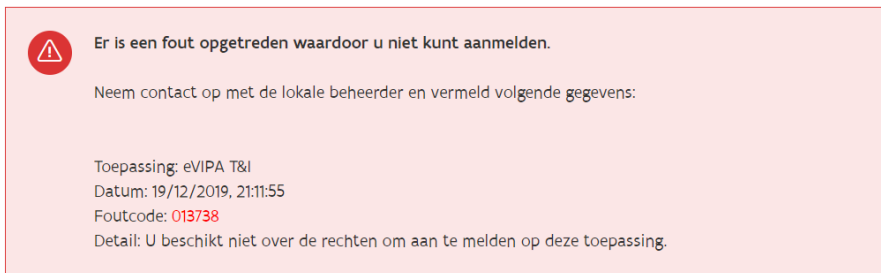 Er is een fout opgetreden waardoor u niet kunt aanmelden.
Neem contact op met de lokale beheerder en vermeld volgende gegevens:
Toepassing: eVIPA T&I
Datum: 19/12/2019, 21:11:55
Foutcode: 013738
Detail: U beschikt niet over de rechten om aan te melden op deze toepassing.